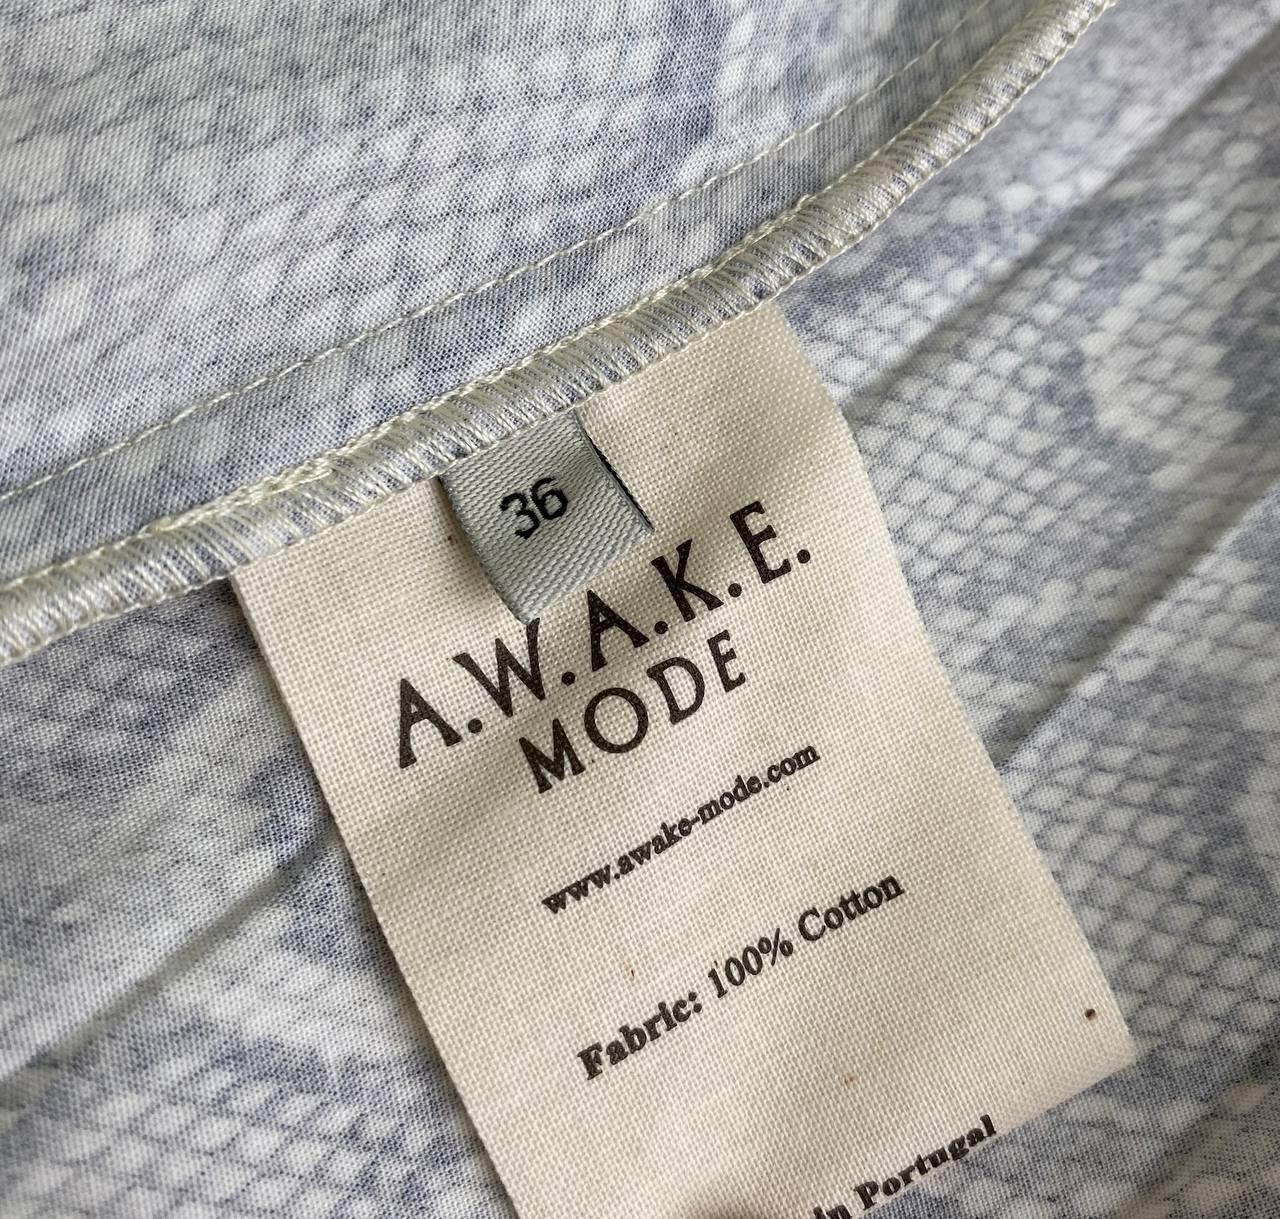 36
A.W.A.K.E.
MODE
www.awake-mode.com
Fabric: 100% Cotton
in Portugal